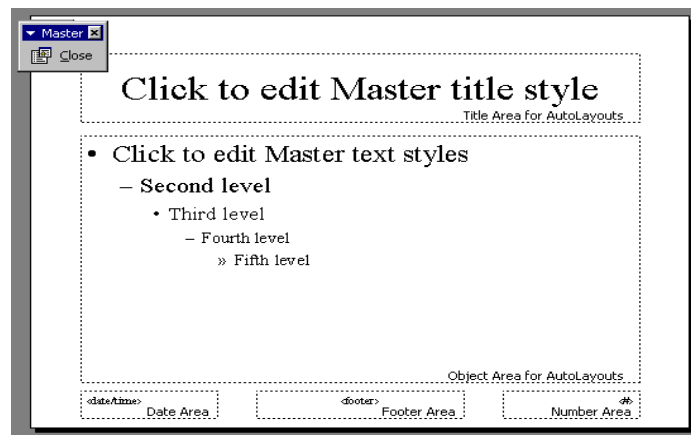 Master
Close
Click to edit Master title style
Title Area for AutoLayouts
• Click to edit Master text styles
– Second level
• Third level
– Fourth level
» Fifth level
Object Area for AutoLayouts
<date/time>
Date Area
<footer>
Footer Area
<#>
Number Area